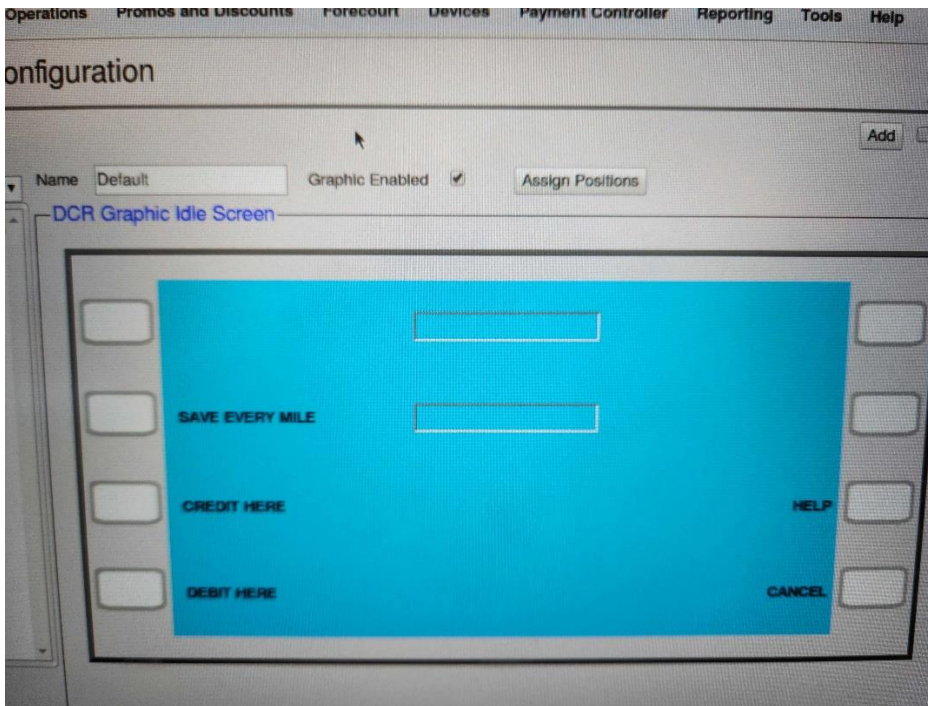 Operations Promos and Discounts Forecourt Devices Payment Controller Reporting Tools Help
onfiguration
Add
Name Default Graphic Enabled Assign Positions
DCR Graphic Idle Screen
SAVE EVERY MILE
CREDIT HERE HELP
DEBIT HERE CANCEL